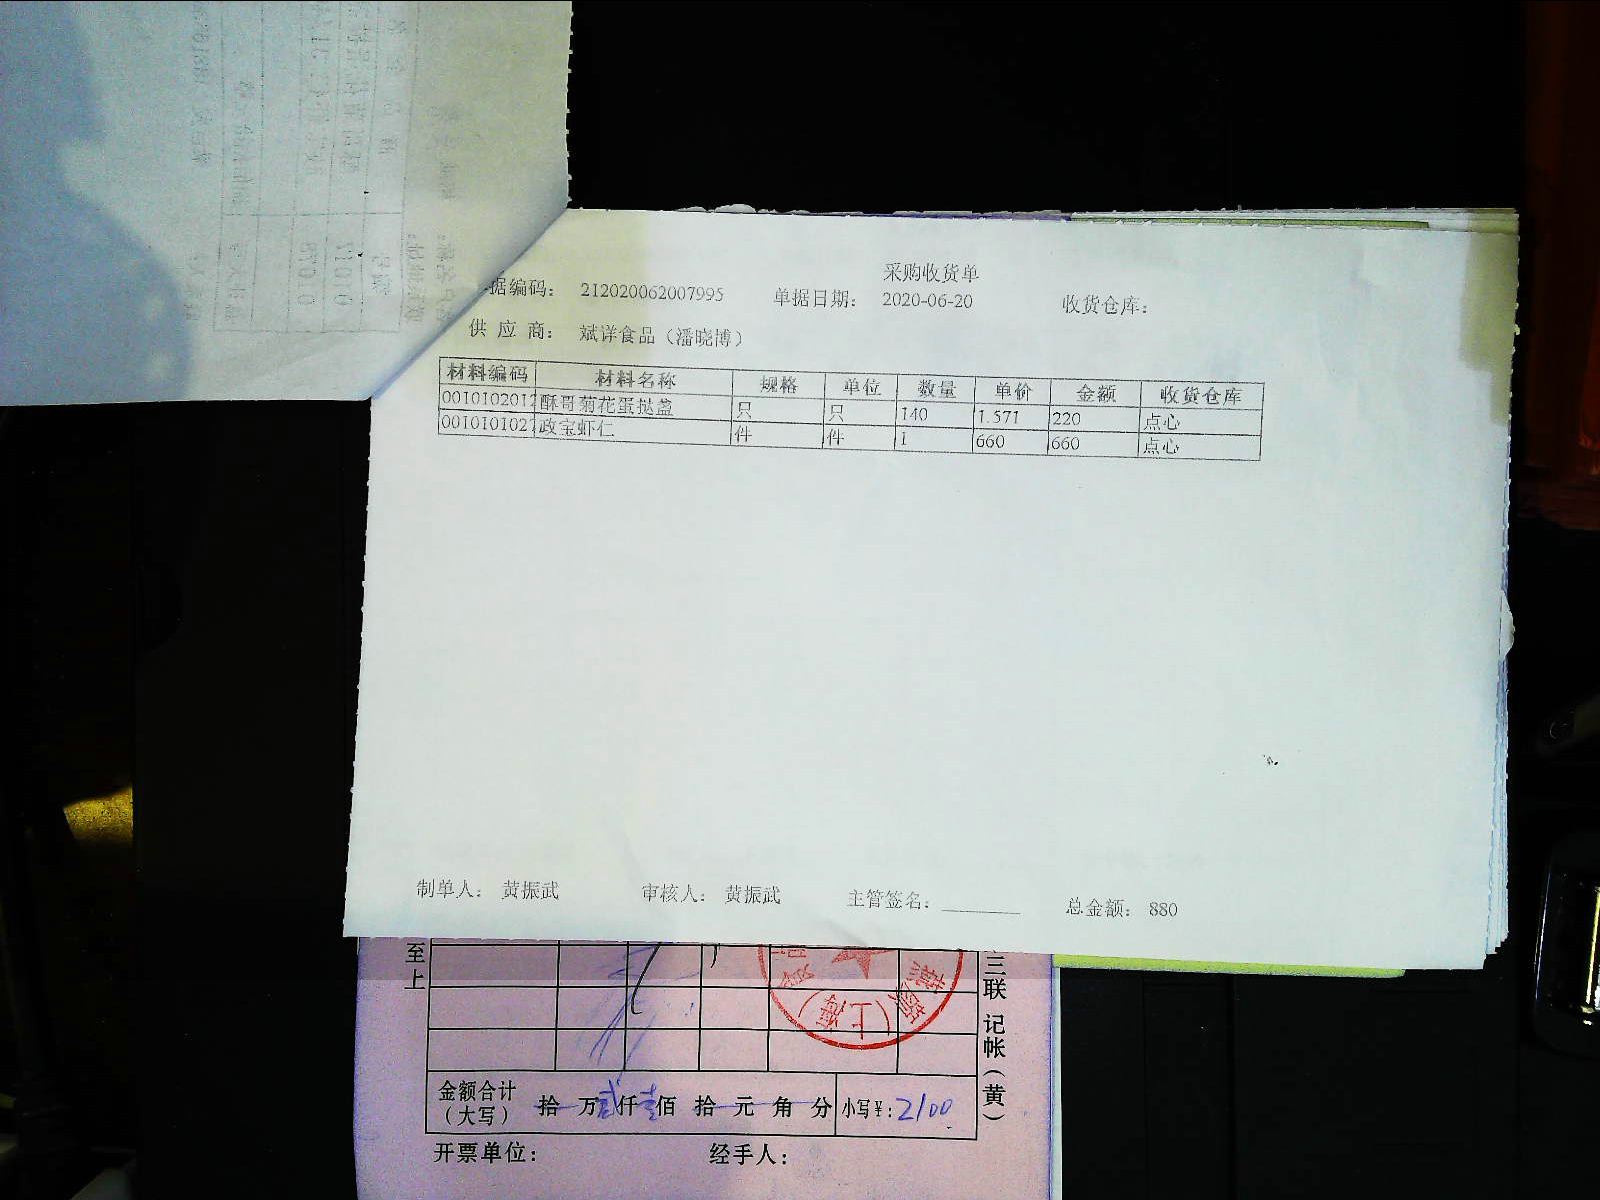 采购收货单
据编码： 212020062007995 单据日期： 2020-06-20 收货仓库：
供 应 商： 斌详食品（潘晓博）
材料编码 材料名称 规格 单位 数量 单价 金额 收货仓库
0010102012 酥哥菊花蛋挞盏 只 只 140 1.571 220 点心
0010101027 政宝虾仁 件 件 1 660 660 点心
制单人： 黄振武 审核人： 黄振武 主管签名： 总金额： 880
至上
三联 记帐（黄）
金额合计（大写） 拾 万 贰 仟 壹 佰 拾 元 角 分 小写¥: 2100
开票单位： 经手人：